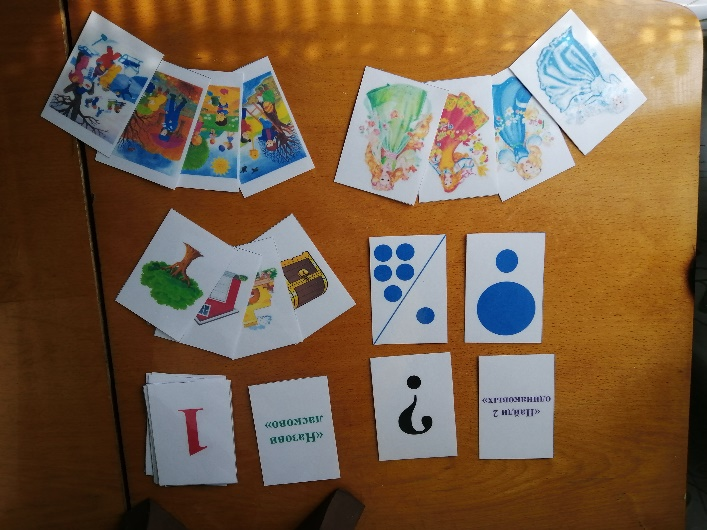 «Найди 2
одинаковых»
?
«Назови
ласково»
1